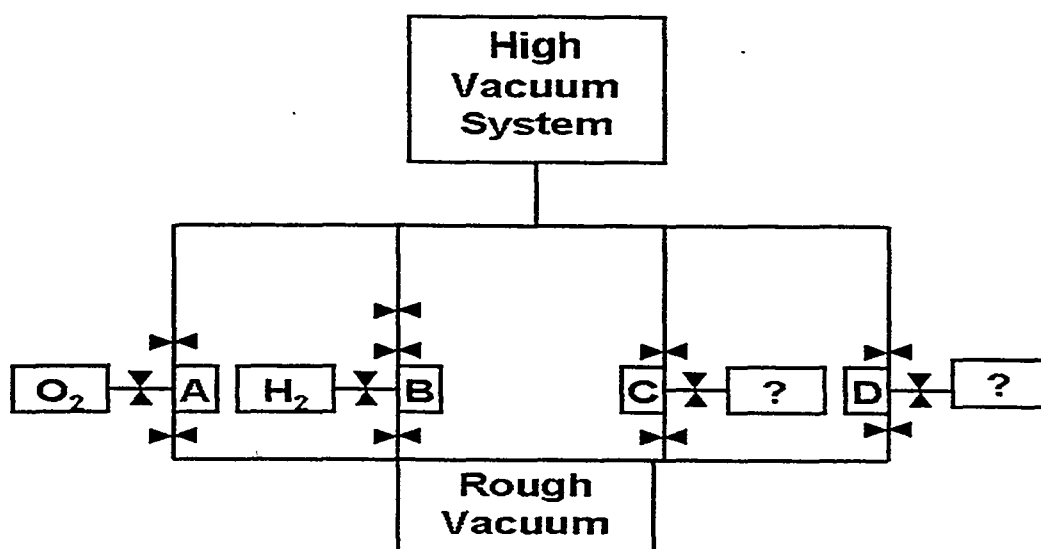 High
Vacuum
System
O₂ A H₂ B C ? D ?
Rough
Vacuum